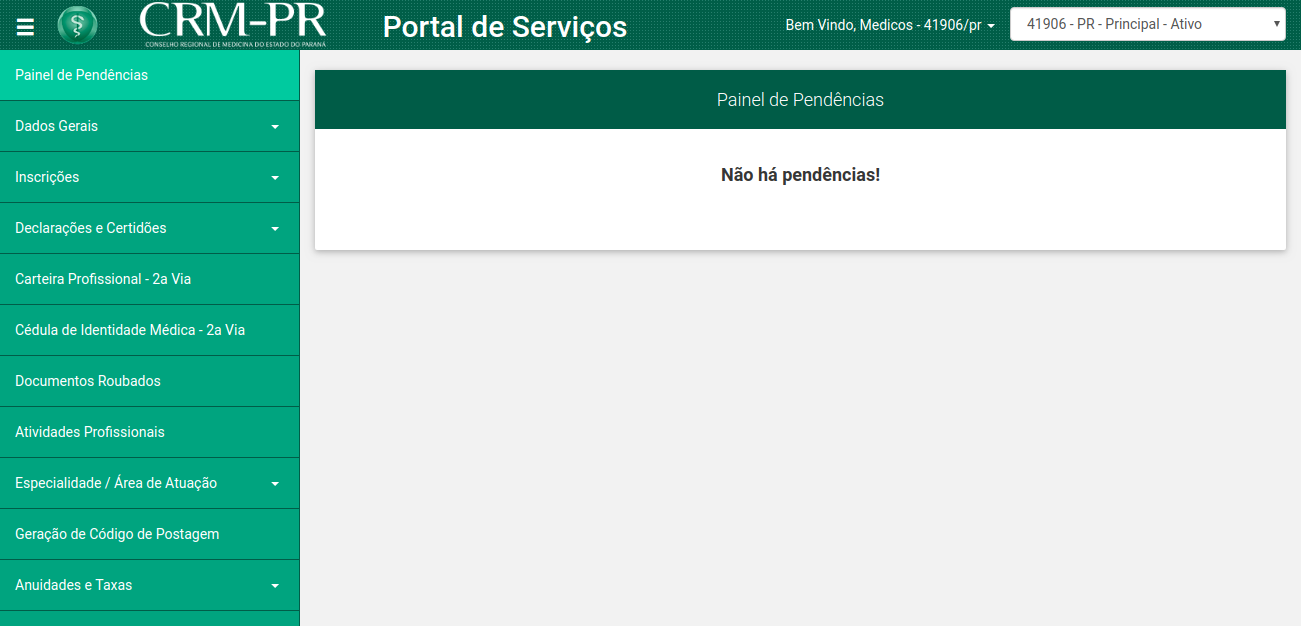 CRM-PR
CONSELHO REGIONAL DE MEDICINA DO ESTADO DO PARANÁ
Portal de Serviços
Bem Vindo, Medicos - 41906/pr
41906 - PR - Principal - Ativo
Painel de Pendências
Dados Gerais
Inscrições
Declarações e Certidões
Carteira Profissional - 2a Via
Cédula de Identidade Médica - 2a Via
Documentos Roubados
Atividades Profissionais
Especialidade / Área de Atuação
Geração de Código de Postagem
Anuidades e Taxas
Painel de Pendências
Não há pendências!